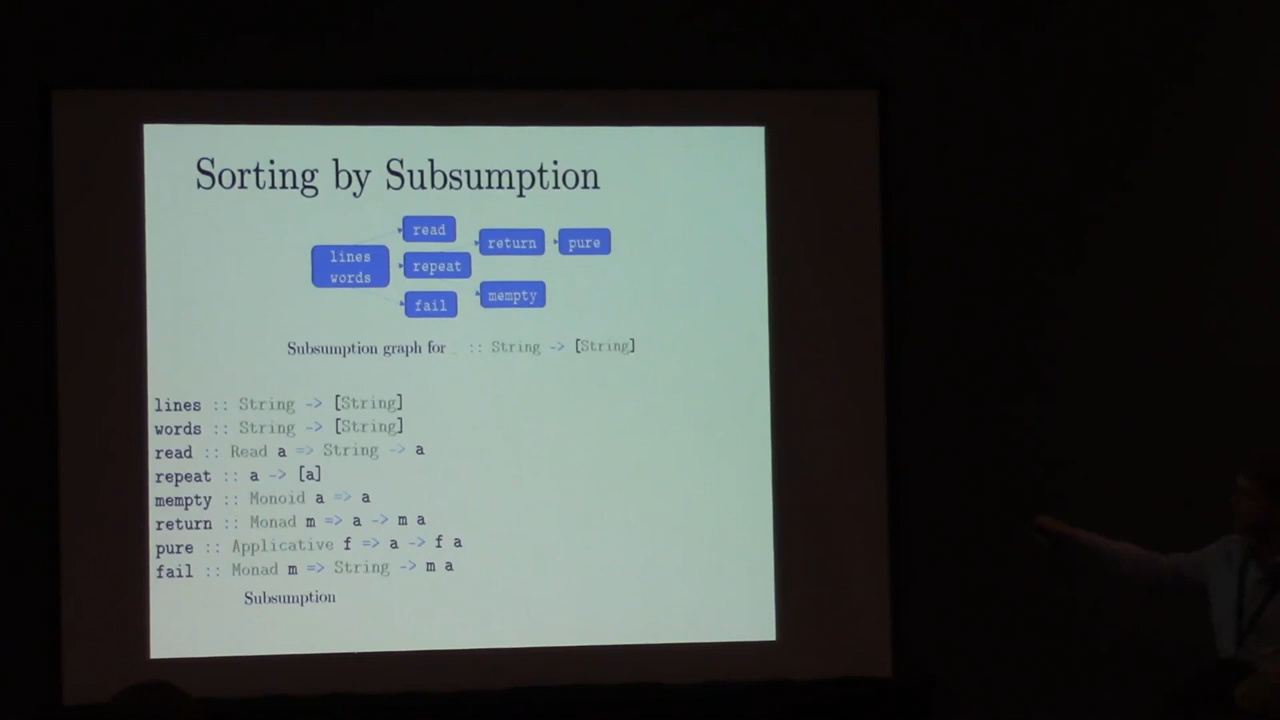 Sorting by Subsumption
read
return
pure
lines
words
repeat
mempty
fail
Subsumption graph for _ :: String -> [String]
lines :: String -> [String]
words :: String -> [String]
read :: Read a => String -> a
repeat :: a -> [a]
mempty :: Monoid a => a
return :: Monad m => a -> m a
pure :: Applicative f => a -> f a
fail :: Monad m => String -> m a
Subsumption